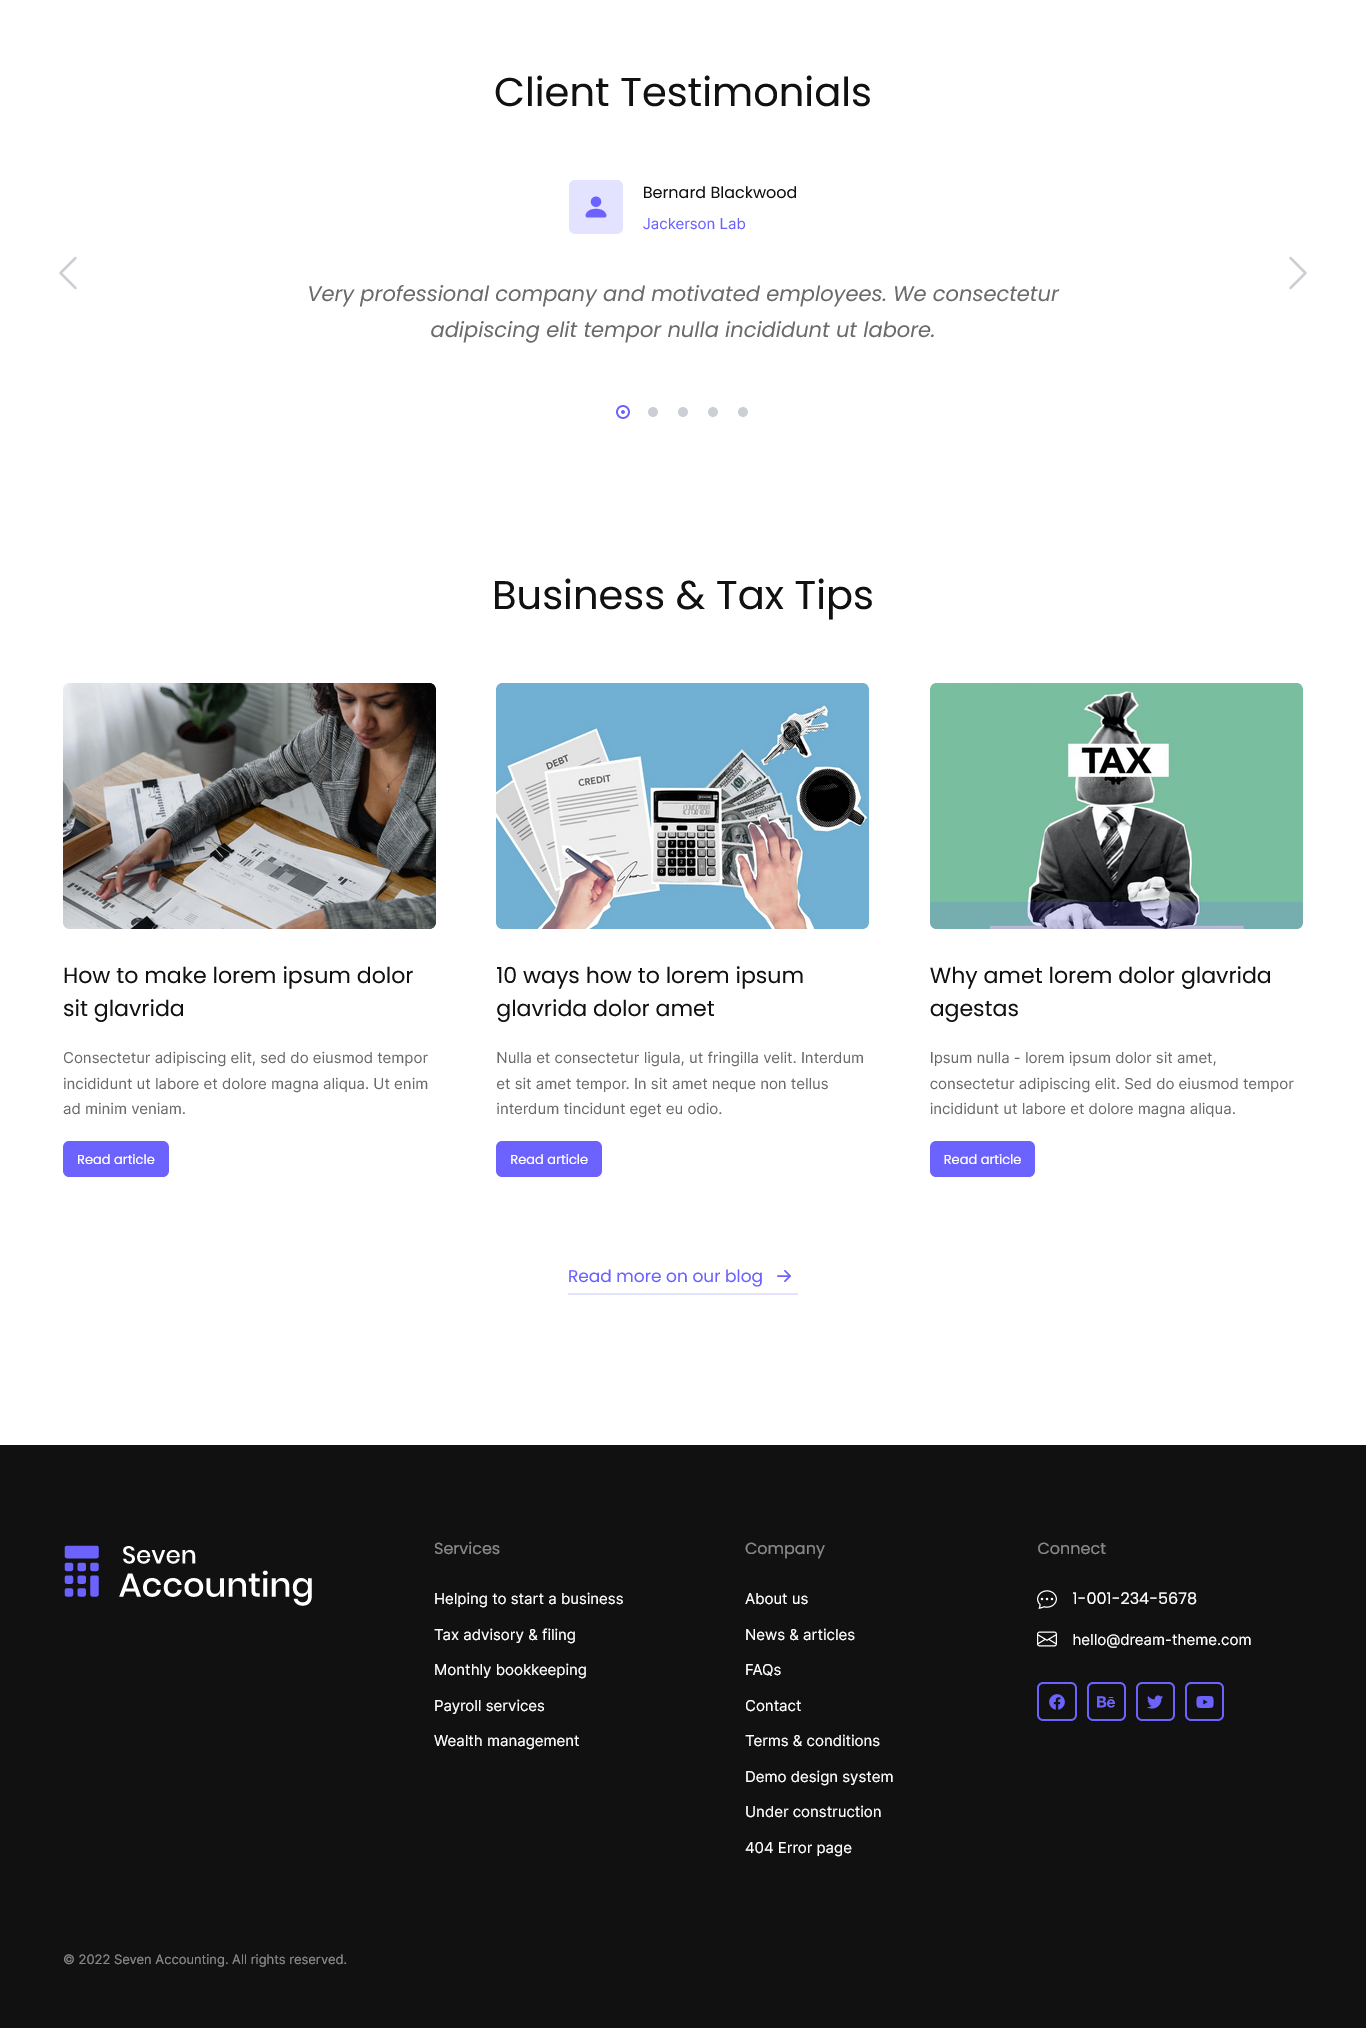 Client Testimonials
Bernard Blackwood
Jackerson Lab
Very professional company and motivated employees. We consectetur
adipiscing elit tempor nulla incididunt ut labore.
Business & Tax Tips
DEBT
CREDIT
TAX
How to make lorem ipsum dolor
sit glavrida
Consectetur adipiscing elit, sed do eiusmod tempor
incididunt ut labore et dolore magna aliqua. Ut enim
ad minim veniam.
Read article
10 ways how to lorem ipsum
glavrida dolor amet
Nulla et consectetur ligula, ut fringilla velit. Interdum
et sit amet tempor. In sit amet neque non tellus
interdum tincidunt eget eu odio.
Read article
Why amet lorem dolor glavrida
agestas
Ipsum nulla - lorem ipsum dolor sit amet,
consectetur adipiscing elit. Sed do eiusmod tempor
incididunt ut labore et dolore magna aliqua.
Read article
Read more on our blog
Seven
Accounting
Services
Helping to start a business
Tax advisory & filing
Monthly bookkeeping
Payroll services
Wealth management
Company
About us
News & articles
FAQs
Contact
Terms & conditions
Demo design system
Under construction
404 Error page
Connect
1-001-234-5678
hello@dream-theme.com
Bē
© 2022 Seven Accounting. All rights reserved.